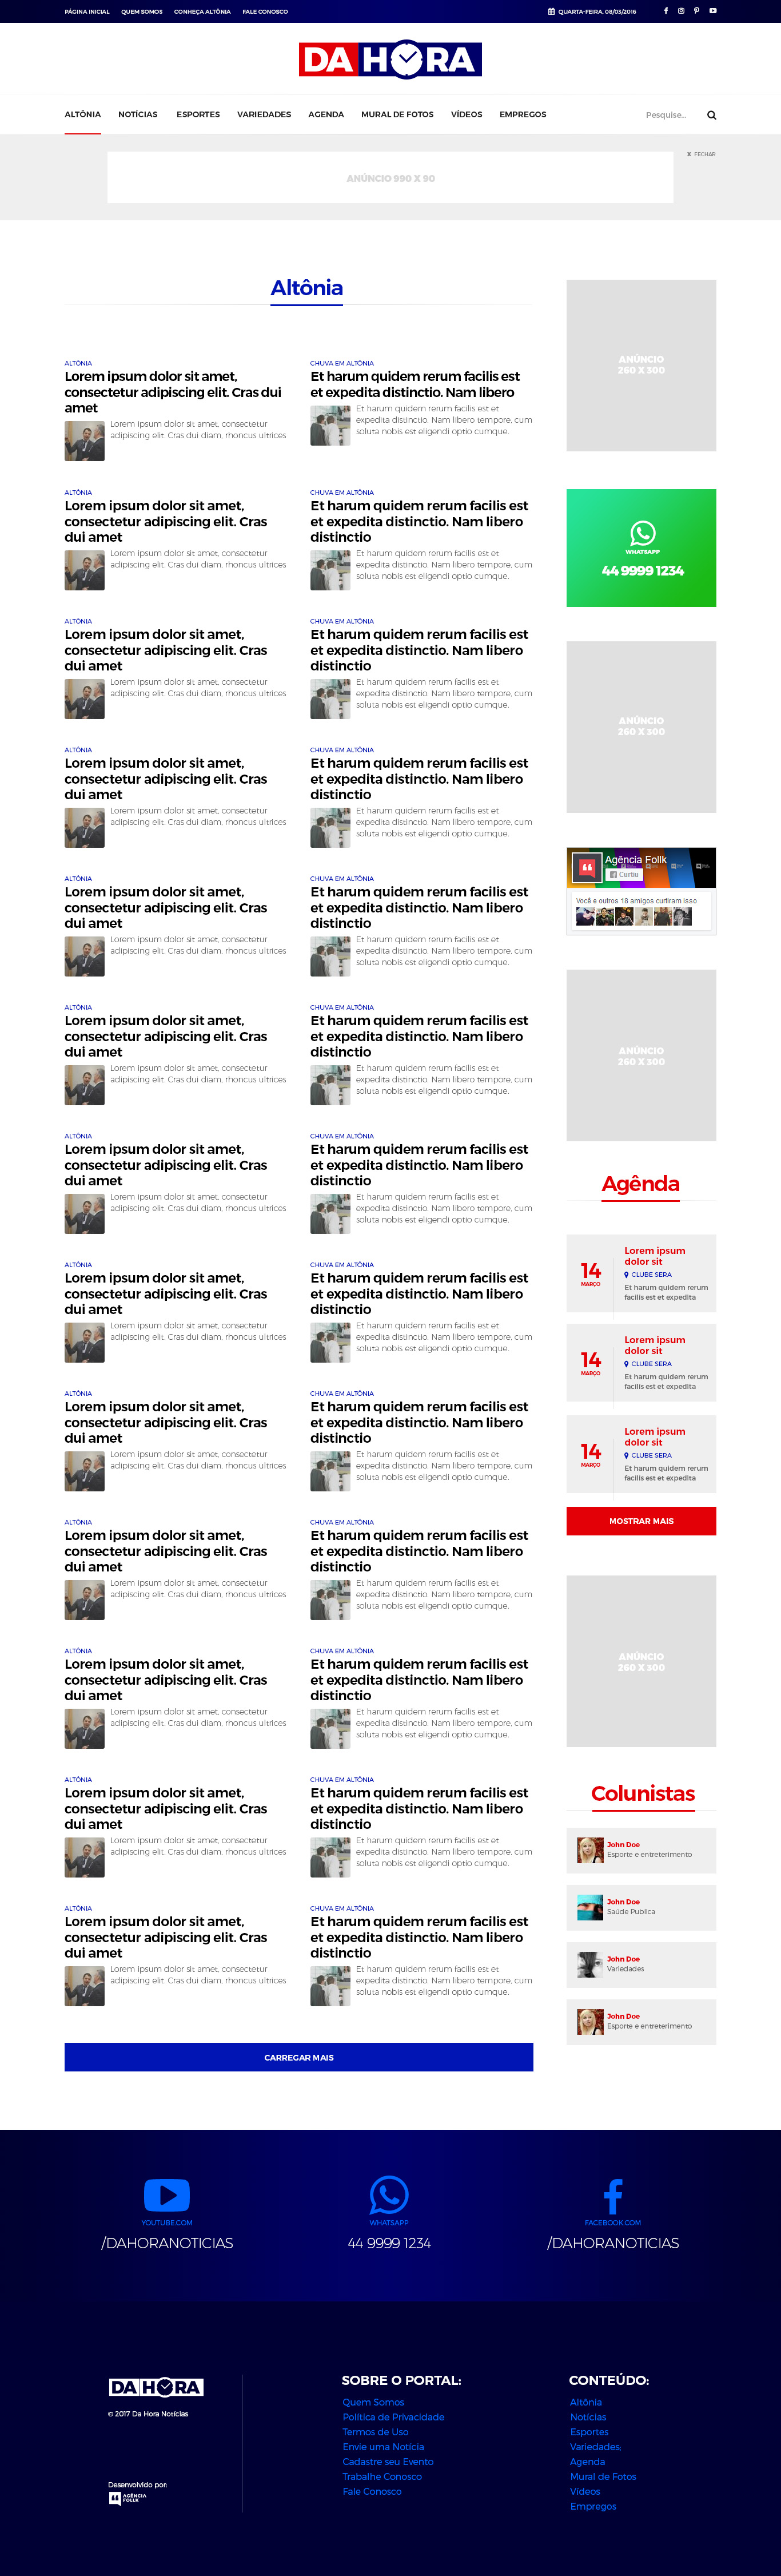 PÁGINA INICIAL QUEM SOMOS CONHEÇA ALTÔNIA FALE CONOSCO QUARTA-FEIRA, 08/03/2016
DA HORA
ALTÔNIA NOTÍCIAS ESPORTES VARIEDADES AGENDA MURAL DE FOTOS VÍDEOS EMPREGOS Pesquise...
X FECHAR
ANÚNCIO 990 X 90
Altônia
ALTÔNIA
Lorem ipsum dolor sit amet,
consectetur adipiscing elit. Cras dui
amet
Lorem ipsum dolor sit amet, consectetur
adipiscing elit. Cras dui diam, rhoncus ultrices
CHUVA EM ALTÔNIA
Et harum quidem rerum facilis est
et expedita distinctio. Nam libero
Et harum quidem rerum facilis est et
expedita distinctio. Nam libero tempore, cum
soluta nobis est eligendi optio cumque.
ALTÔNIA
Lorem ipsum dolor sit amet,
consectetur adipiscing elit. Cras
dui amet
Lorem ipsum dolor sit amet, consectetur
adipiscing elit. Cras dui diam, rhoncus ultrices
CHUVA EM ALTÔNIA
Et harum quidem rerum facilis est
et expedita distinctio. Nam libero
distinctio
Et harum quidem rerum facilis est et
expedita distinctio. Nam libero tempore, cum
soluta nobis est eligendi optio cumque.
ALTÔNIA
Lorem ipsum dolor sit amet,
consectetur adipiscing elit. Cras
dui amet
Lorem ipsum dolor sit amet, consectetur
adipiscing elit. Cras dui diam, rhoncus ultrices
CHUVA EM ALTÔNIA
Et harum quidem rerum facilis est
et expedita distinctio. Nam libero
distinctio
Et harum quidem rerum facilis est et
expedita distinctio. Nam libero tempore, cum
soluta nobis est eligendi optio cumque.
ALTÔNIA
Lorem ipsum dolor sit amet,
consectetur adipiscing elit. Cras
dui amet
Lorem ipsum dolor sit amet, consectetur
adipiscing elit. Cras dui diam, rhoncus ultrices
CHUVA EM ALTÔNIA
Et harum quidem rerum facilis est
et expedita distinctio. Nam libero
distinctio
Et harum quidem rerum facilis est et
expedita distinctio. Nam libero tempore, cum
soluta nobis est eligendi optio cumque.
ALTÔNIA
Lorem ipsum dolor sit amet,
consectetur adipiscing elit. Cras
dui amet
Lorem ipsum dolor sit amet, consectetur
adipiscing elit. Cras dui diam, rhoncus ultrices
CHUVA EM ALTÔNIA
Et harum quidem rerum facilis est
et expedita distinctio. Nam libero
distinctio
Et harum quidem rerum facilis est et
expedita distinctio. Nam libero tempore, cum
soluta nobis est eligendi optio cumque.
ALTÔNIA
Lorem ipsum dolor sit amet,
consectetur adipiscing elit. Cras
dui amet
Lorem ipsum dolor sit amet, consectetur
adipiscing elit. Cras dui diam, rhoncus ultrices
CHUVA EM ALTÔNIA
Et harum quidem rerum facilis est
et expedita distinctio. Nam libero
distinctio
Et harum quidem rerum facilis est et
expedita distinctio. Nam libero tempore, cum
soluta nobis est eligendi optio cumque.
ALTÔNIA
Lorem ipsum dolor sit amet,
consectetur adipiscing elit. Cras
dui amet
Lorem ipsum dolor sit amet, consectetur
adipiscing elit. Cras dui diam, rhoncus ultrices
CHUVA EM ALTÔNIA
Et harum quidem rerum facilis est
et expedita distinctio. Nam libero
distinctio
Et harum quidem rerum facilis est et
expedita distinctio. Nam libero tempore, cum
soluta nobis est eligendi optio cumque.
ALTÔNIA
Lorem ipsum dolor sit amet,
consectetur adipiscing elit. Cras
dui amet
Lorem ipsum dolor sit amet, consectetur
adipiscing elit. Cras dui diam, rhoncus ultrices
CHUVA EM ALTÔNIA
Et harum quidem rerum facilis est
et expedita distinctio. Nam libero
distinctio
Et harum quidem rerum facilis est et
expedita distinctio. Nam libero tempore, cum
soluta nobis est eligendi optio cumque.
ALTÔNIA
Lorem ipsum dolor sit amet,
consectetur adipiscing elit. Cras
dui amet
Lorem ipsum dolor sit amet, consectetur
adipiscing elit. Cras dui diam, rhoncus ultrices
CHUVA EM ALTÔNIA
Et harum quidem rerum facilis est
et expedita distinctio. Nam libero
distinctio
Et harum quidem rerum facilis est et
expedita distinctio. Nam libero tempore, cum
soluta nobis est eligendi optio cumque.
ALTÔNIA
Lorem ipsum dolor sit amet,
consectetur adipiscing elit. Cras
dui amet
Lorem ipsum dolor sit amet, consectetur
adipiscing elit. Cras dui diam, rhoncus ultrices
CHUVA EM ALTÔNIA
Et harum quidem rerum facilis est
et expedita distinctio. Nam libero
distinctio
Et harum quidem rerum facilis est et
expedita distinctio. Nam libero tempore, cum
soluta nobis est eligendi optio cumque.
ALTÔNIA
Lorem ipsum dolor sit amet,
consectetur adipiscing elit. Cras
dui amet
Lorem ipsum dolor sit amet, consectetur
adipiscing elit. Cras dui diam, rhoncus ultrices
CHUVA EM ALTÔNIA
Et harum quidem rerum facilis est
et expedita distinctio. Nam libero
distinctio
Et harum quidem rerum facilis est et
expedita distinctio. Nam libero tempore, cum
soluta nobis est eligendi optio cumque.
ALTÔNIA
Lorem ipsum dolor sit amet,
consectetur adipiscing elit. Cras
dui amet
Lorem ipsum dolor sit amet, consectetur
adipiscing elit. Cras dui diam, rhoncus ultrices
CHUVA EM ALTÔNIA
Et harum quidem rerum facilis est
et expedita distinctio. Nam libero
distinctio
Et harum quidem rerum facilis est et
expedita distinctio. Nam libero tempore, cum
soluta nobis est eligendi optio cumque.
ALTÔNIA
Lorem ipsum dolor sit amet,
consectetur adipiscing elit. Cras
dui amet
Lorem ipsum dolor sit amet, consectetur
adipiscing elit. Cras dui diam, rhoncus ultrices
CHUVA EM ALTÔNIA
Et harum quidem rerum facilis est
et expedita distinctio. Nam libero
distinctio
Et harum quidem rerum facilis est et
expedita distinctio. Nam libero tempore, cum
soluta nobis est eligendi optio cumque.
CARREGAR MAIS
ANÚNCIO
260 X 300
WHATSAPP
44 9999 1234
ANÚNCIO
260 X 300
Agência Follk
Curtiu
Você e outros 18 amigos curtiram isso
ANÚNCIO
260 X 300
Agênda
14
MARÇO
Lorem ipsum
dolor sit
CLUBE SERA
Et harum quidem rerum
facilis est et expedita
14
MARÇO
Lorem ipsum
dolor sit
CLUBE SERA
Et harum quidem rerum
facilis est et expedita
14
MARÇO
Lorem ipsum
dolor sit
CLUBE SERA
Et harum quidem rerum
facilis est et expedita
MOSTRAR MAIS
ANÚNCIO
260 X 300
Colunistas
John Doe
Esporte e entreterimento
John Doe
Saúde Publica
John Doe
Variedades
John Doe
Esporte e entreterimento
YOUTUBE.COM
/DAHORANOTICIAS
WHATSAPP
44 9999 1234
FACEBOOK.COM
/DAHORANOTICIAS
DA HORA
© 2017 Da Hora Notícias
Desenvolvido por:
AGÊNCIA
FOLLK
SOBRE O PORTAL:
Quem Somos
Política de Privacidade
Termos de Uso
Envie uma Notícia
Cadastre seu Evento
Trabalhe Conosco
Fale Conosco
CONTEÚDO:
Altônia
Notícias
Esportes
Variedades;
Agenda
Mural de Fotos
Vídeos
Empregos